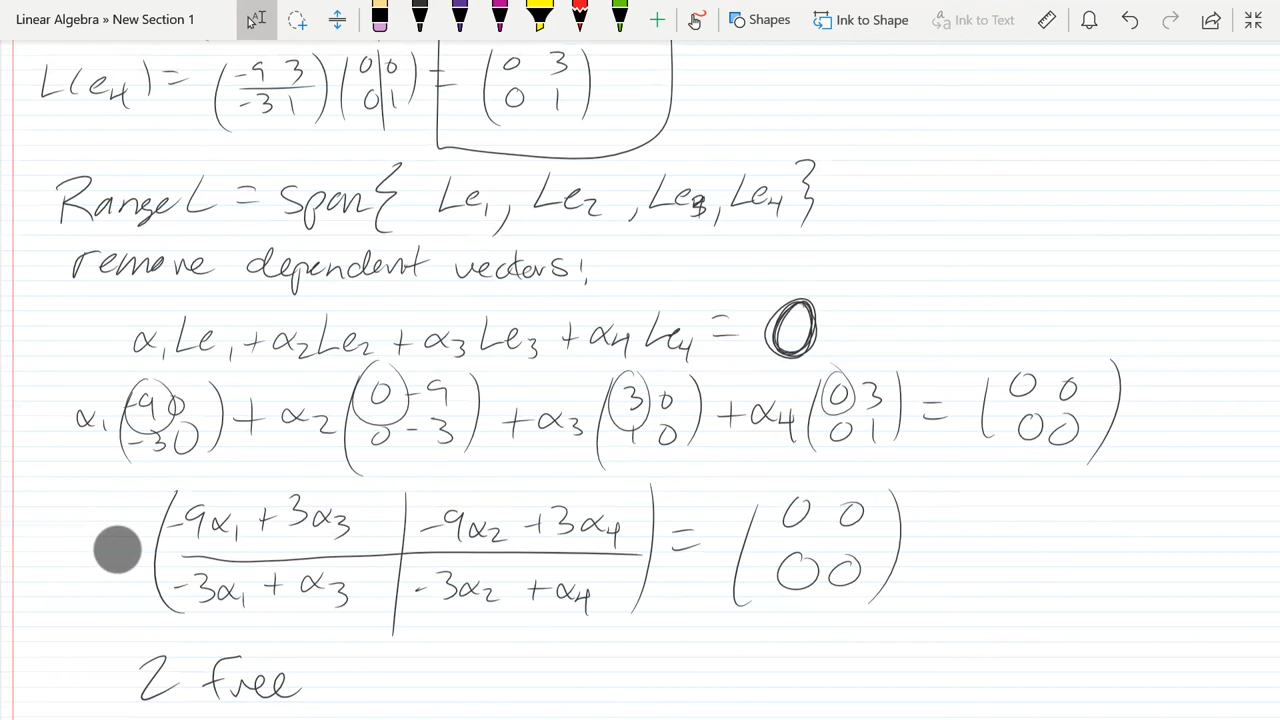 Linear Algebra » New Section 1 Shapes Ink to Shape Ink to Text
L(e₄) = (-9 3 / -3 1)(0 0 / 0 1) = (0 3 / 0 1)
Range L = span{ Le₁, Le₂, Le₃, Le₄}
remove dependent vectors:
α₁Le₁ + α₂Le₂ + α₃Le₃ + α₄Le₄ = 0
α₁(-9 0 / -3 0) + α₂(0 -9 / 0 -3) + α₃(3 0 / 1 0) + α₄(0 3 / 0 1) = (0 0 / 0 0)
(-9α₁ + 3α₃ | -9α₂ + 3α₄ / -3α₁ + α₃ | -3α₂ + α₄) = (0 0 / 0 0)
2 free